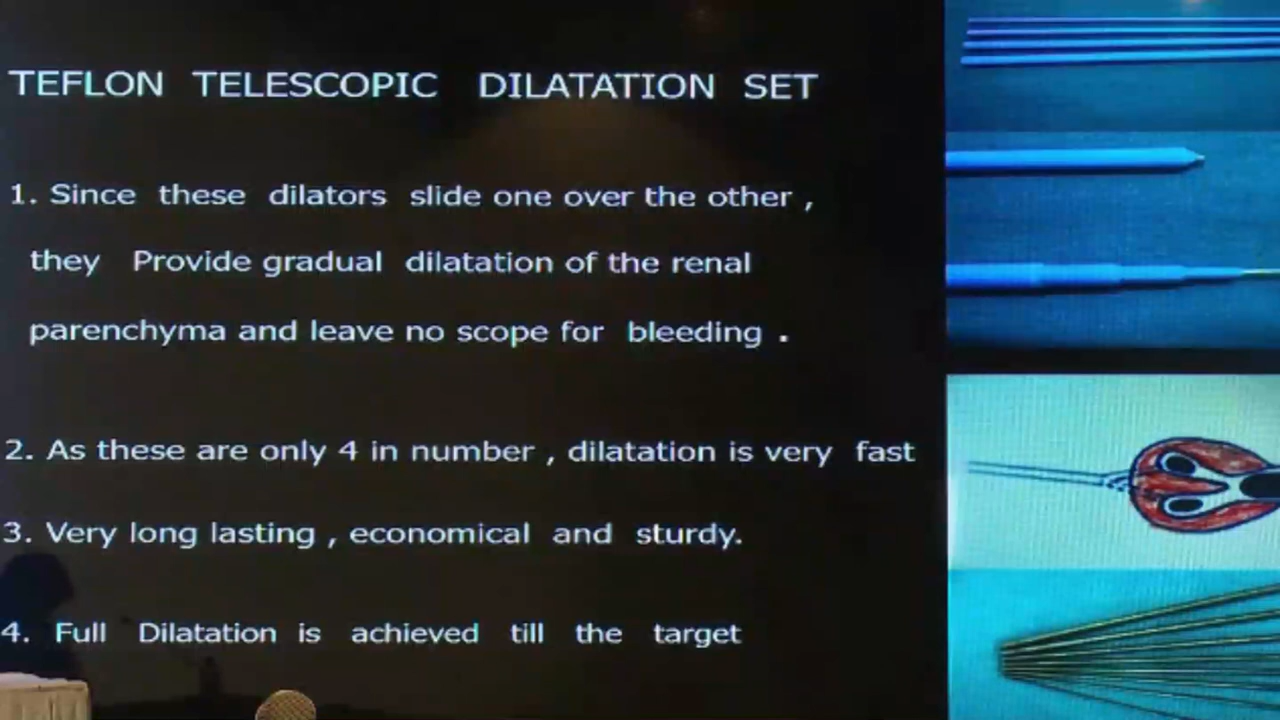 TEFLON TELESCOPIC DILATATION SET
1. Since these dilators slide one over the other ,
they Provide gradual dilatation of the renal
parenchyma and leave no scope for bleeding .
2. As these are only 4 in number , dilatation is very fast
3. Very long lasting , economical and sturdy.
4. Full Dilatation is achieved till the target